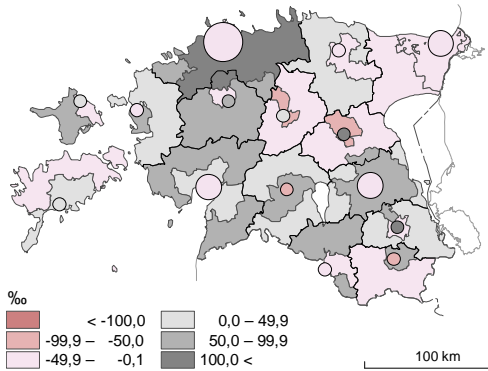 ‰
< -100,0 0,0 – 49,9
-99,9 – -50,0 50,0 – 99,9
-49,9 – -0,1 100,0 <
100 km